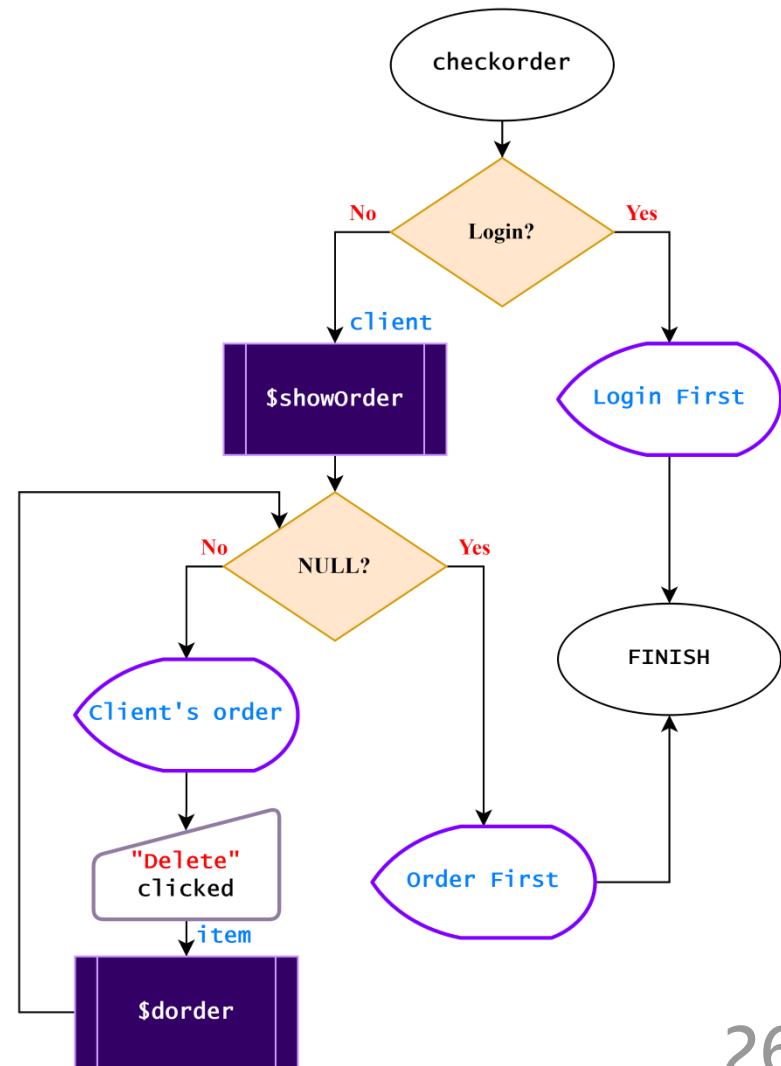 checkorder
Login?
No
Yes
client
$showOrder
Login First
NULL?
No
Yes
FINISH
Client's order
"Delete"
clicked
Order First
item
$dorder
26